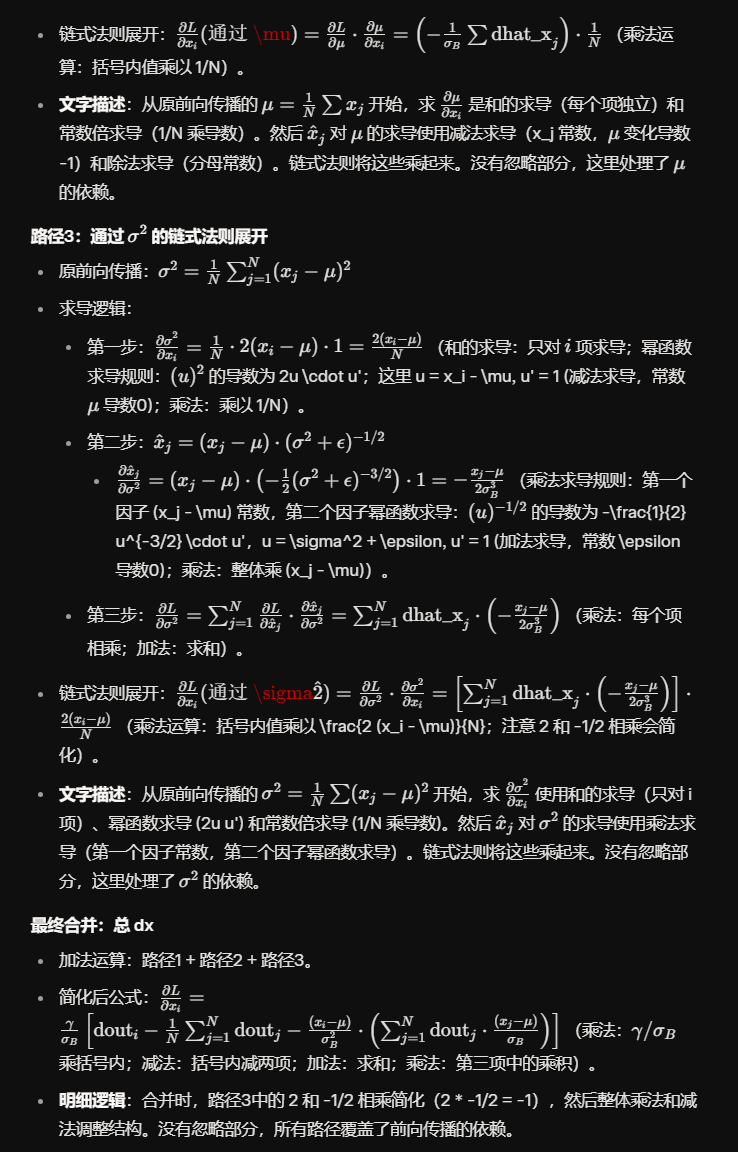 • 链式法则展开：$\frac{\partial L}{\partial x_i}$(通过 \mu) = $\frac{\partial L}{\partial \mu} \cdot \frac{\partial \mu}{\partial x_i} = \left(-\frac{1}{\sigma_B} \sum \text{dhat\_x}_j\right) \cdot \frac{1}{N}$ （乘法运
算：括号内值乘以 1/N）。
• 文字描述：从原前向传播的 $\mu = \frac{1}{N} \sum x_j$ 开始，求 $\frac{\partial \mu}{\partial x_i}$ 是和的求导（每个项独立）和
常数倍求导（1/N 乘导数）。然后 $\hat{x}_j$ 对 $\mu$ 的求导使用减法求导（x_j 常数，$\mu$ 变化导数
-1）和除法求导（分母常数）。链式法则将这些乘起来。没有忽略部分，这里处理了 $\mu$
的依赖。
路径3：通过 $\sigma^2$ 的链式法则展开
• 原前向传播：$\sigma^2 = \frac{1}{N} \sum_{j=1}^{N} (x_j - \mu)^2$
• 求导逻辑：
• 第一步：$\frac{\partial \sigma^2}{\partial x_i} = \frac{1}{N} \cdot 2(x_i - \mu) \cdot 1 = \frac{2(x_i - \mu)}{N}$ （和的求导：只对 $i$ 项求导；幂函数
求导规则：$(u)^2$ 的导数为 2u \cdot u'；这里 u = x_i - \mu, u' = 1 (减法求导，常数
$\mu$ 导数0)；乘法：乘以 1/N）。
• 第二步：$\hat{x}_j = (x_j - \mu) \cdot (\sigma^2 + \epsilon)^{-1/2}$
• $\frac{\partial \hat{x}_j}{\partial \sigma^2} = (x_j - \mu) \cdot \left(-\frac{1}{2}(\sigma^2 + \epsilon)^{-3/2}\right) \cdot 1 = -\frac{x_j - \mu}{2\sigma_B^3}$ （乘法求导规则：第一个
因子 (x_j - \mu) 常数，第二个因子幂函数求导：$(u)^{-1/2}$ 的导数为 -\frac{1}{2}
u^{-3/2} \cdot u'，u = \sigma^2 + \epsilon, u' = 1 (加法求导，常数 \epsilon
导数0)；乘法：整体乘 (x_j - \mu)）。
• 第三步：$\frac{\partial L}{\partial \sigma^2} = \sum_{j=1}^{N} \frac{\partial L}{\partial \hat{x}_j} \cdot \frac{\partial \hat{x}_j}{\partial \sigma^2} = \sum_{j=1}^{N} \text{dhat\_x}_j \cdot \left(-\frac{x_j - \mu}{2\sigma_B^3}\right)$ （乘法：每个项
相乘；加法：求和）。
• 链式法则展开：$\frac{\partial L}{\partial x_i}$(通过 \sigma$\hat{2}$) = $\frac{\partial L}{\partial \sigma^2} \cdot \frac{\partial \sigma^2}{\partial x_i} = \left[\sum_{j=1}^{N} \text{dhat\_x}_j \cdot \left(-\frac{x_j - \mu}{2\sigma_B^3}\right)\right] \cdot$
$\frac{2(x_i - \mu)}{N}$ （乘法运算：括号内值乘以 \frac{2 (x_i - \mu)}{N}；注意 2 和 -1/2 相乘会简
化）。
• 文字描述：从原前向传播的 $\sigma^2 = \frac{1}{N} \sum (x_j - \mu)^2$ 开始，求 $\frac{\partial \sigma^2}{\partial x_i}$ 使用和的求导（只对 i
项）、幂函数求导 (2u u') 和常数倍求导 (1/N 乘导数)。然后 $\hat{x}_j$ 对 $\sigma^2$ 的求导使用乘法求
导（第一个因子常数，第二个因子幂函数求导）。链式法则将这些乘起来。没有忽略部
分，这里处理了 $\sigma^2$ 的依赖。
最终合并：总 dx
• 加法运算：路径1 + 路径2 + 路径3。
• 简化后公式：$\frac{\partial L}{\partial x_i} =$
$\frac{\gamma}{\sigma_B} \left[\text{dout}_i - \frac{1}{N} \sum_{j=1}^{N} \text{dout}_j - \frac{(x_i - \mu)}{\sigma_B^2} \cdot \left(\sum_{j=1}^{N} \text{dout}_j \cdot \frac{(x_j - \mu)}{\sigma_B}\right)\right]$ （乘法：$\gamma/\sigma_B$
乘括号内；减法：括号内减两项；加法：求和；乘法：第三项中的乘积）。
• 明细逻辑：合并时，路径3中的 2 和 -1/2 相乘简化（2 * -1/2 = -1），然后整体乘法和减
法调整结构。没有忽略部分，所有路径覆盖了前向传播的依赖。